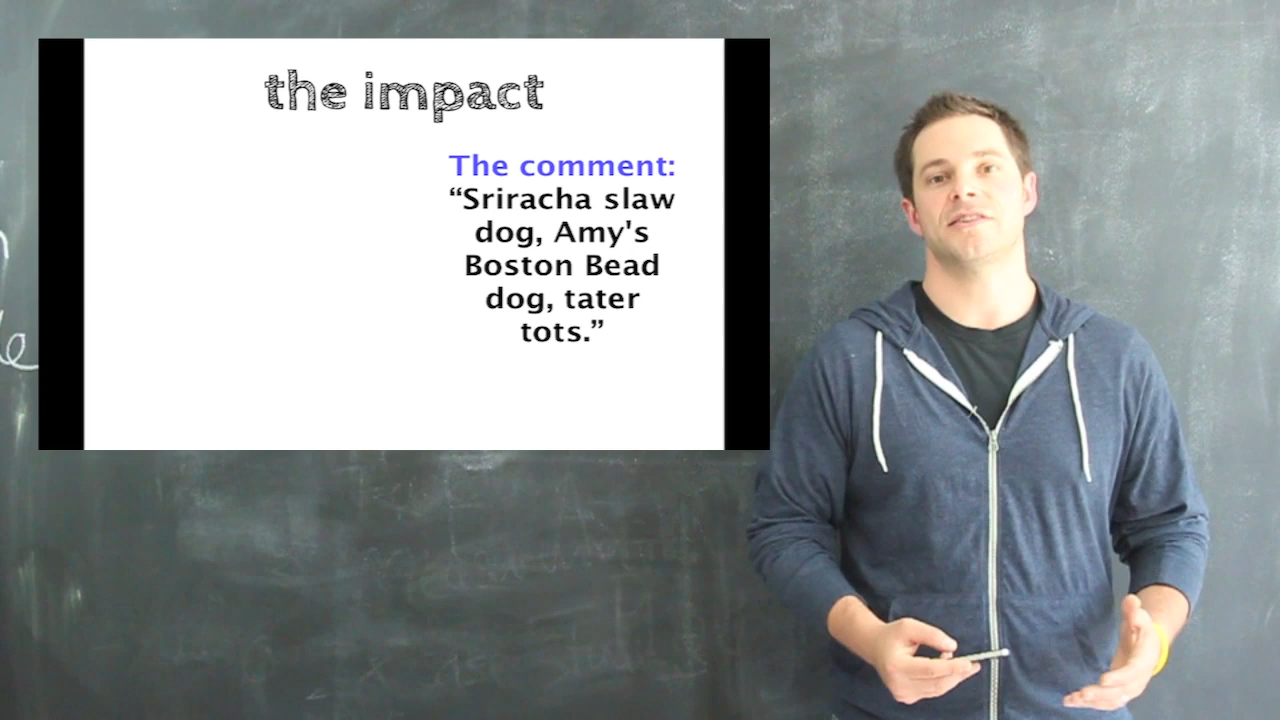 the impact
The comment:
“Sriracha slaw
dog, Amy's
Boston Bead
dog, tater
tots.”